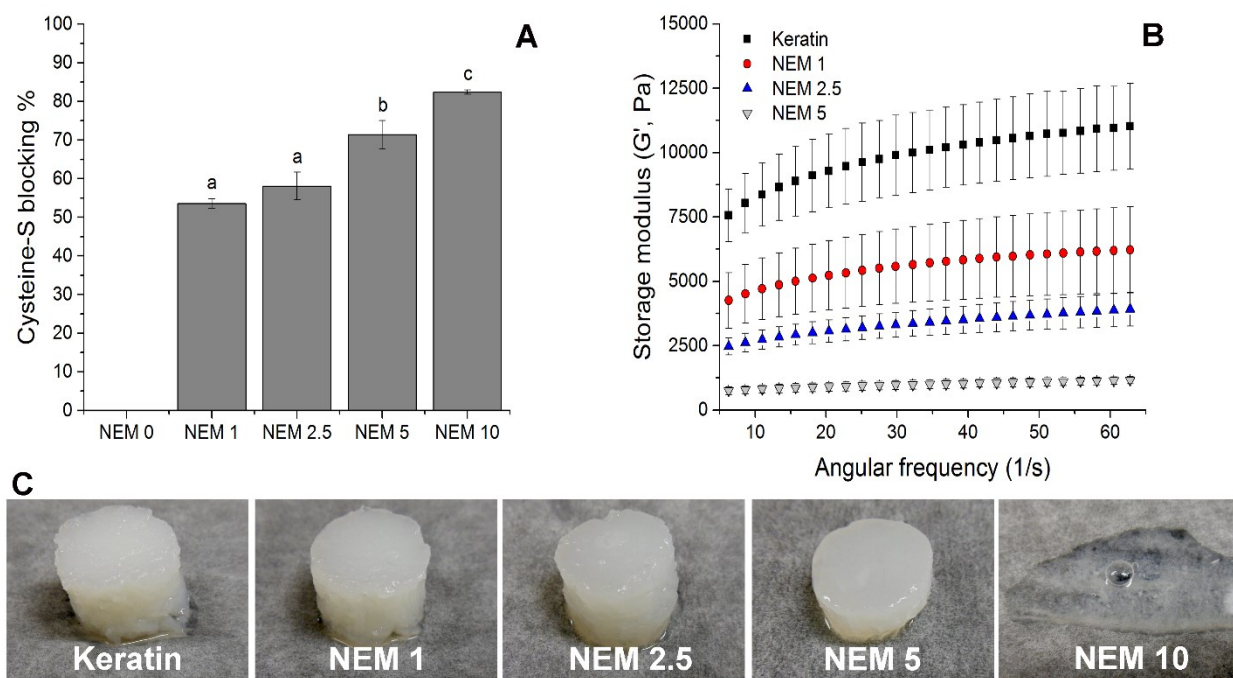 A
Cysteine-S blocking %
100
90
80
70
60
50
40
30
20
10
0
a
a
b
c
NEM 0
NEM 1
NEM 2.5
NEM 5
NEM 10
B
Storage modulus (G', Pa)
15000
12500
10000
7500
5000
2500
0
Keratin
NEM 1
NEM 2.5
NEM 5
10
20
30
40
50
60
Angular frequency (1/s)
C
Keratin
NEM 1
NEM 2.5
NEM 5
NEM 10